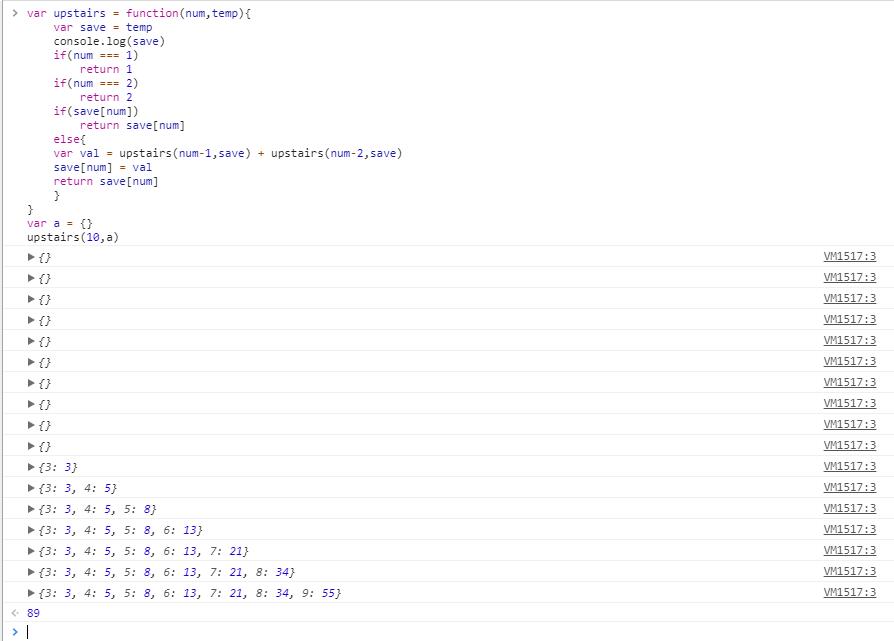 > var upstairs = function(num,temp){
    var save = temp
    console.log(save)
    if(num === 1)
        return 1
    if(num === 2)
        return 2
    if(save[num])
        return save[num]
    else{
    var val = upstairs(num-1,save) + upstairs(num-2,save)
    save[num] = val
    return save[num]
    }
}
var a = {}
upstairs(10,a)
▶{} VM1517:3
▶{} VM1517:3
▶{} VM1517:3
▶{} VM1517:3
▶{} VM1517:3
▶{} VM1517:3
▶{} VM1517:3
▶{} VM1517:3
▶{} VM1517:3
▶{} VM1517:3
▶{3: 3} VM1517:3
▶{3: 3, 4: 5} VM1517:3
▶{3: 3, 4: 5, 5: 8} VM1517:3
▶{3: 3, 4: 5, 5: 8, 6: 13} VM1517:3
▶{3: 3, 4: 5, 5: 8, 6: 13, 7: 21} VM1517:3
▶{3: 3, 4: 5, 5: 8, 6: 13, 7: 21, 8: 34} VM1517:3
▶{3: 3, 4: 5, 5: 8, 6: 13, 7: 21, 8: 34, 9: 55} VM1517:3
< 89
>